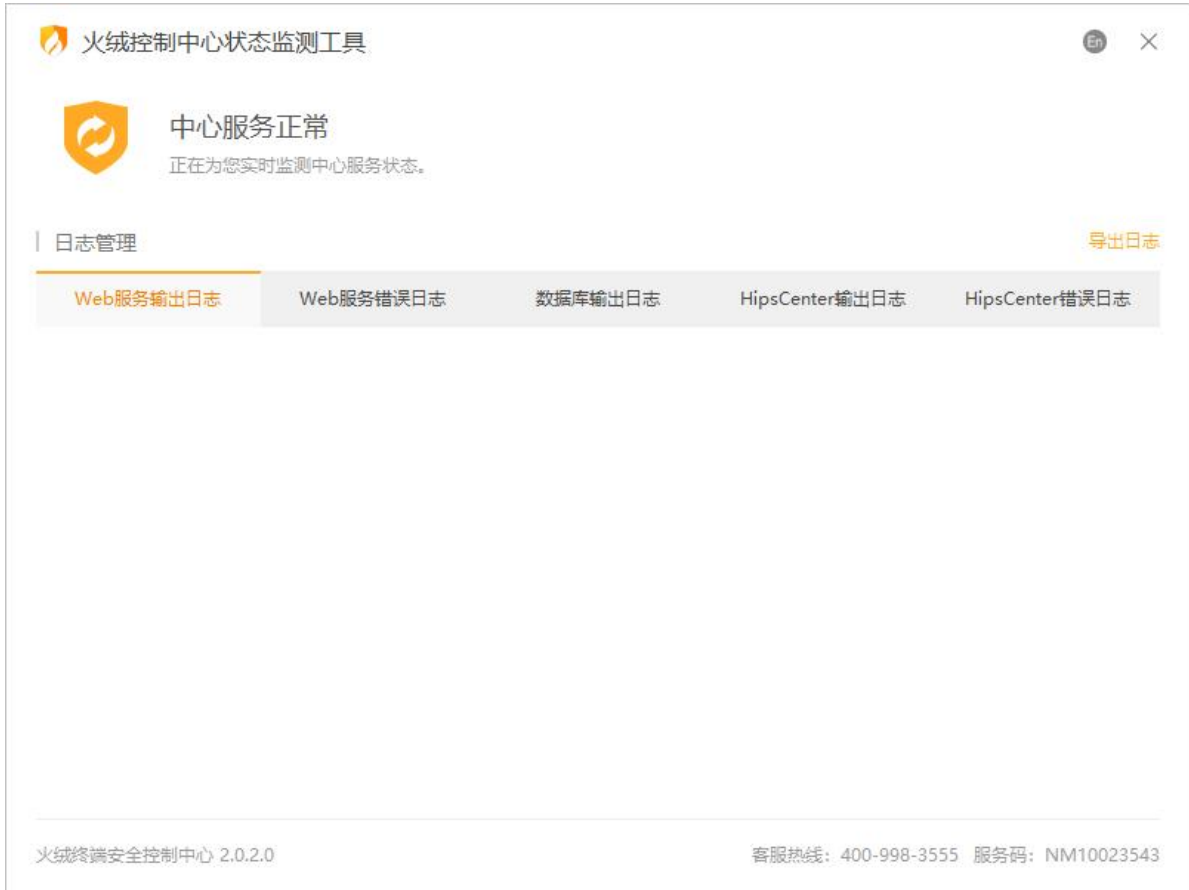 火绒控制中心状态监测工具 En
中心服务正常
正在为您实时监测中心服务状态。
日志管理 导出日志
Web服务输出日志 Web服务错误日志 数据库输出日志 HipsCenter输出日志 HipsCenter错误日志
火绒终端安全控制中心 2.0.2.0 客服热线：400-998-3555 服务码：NM10023543